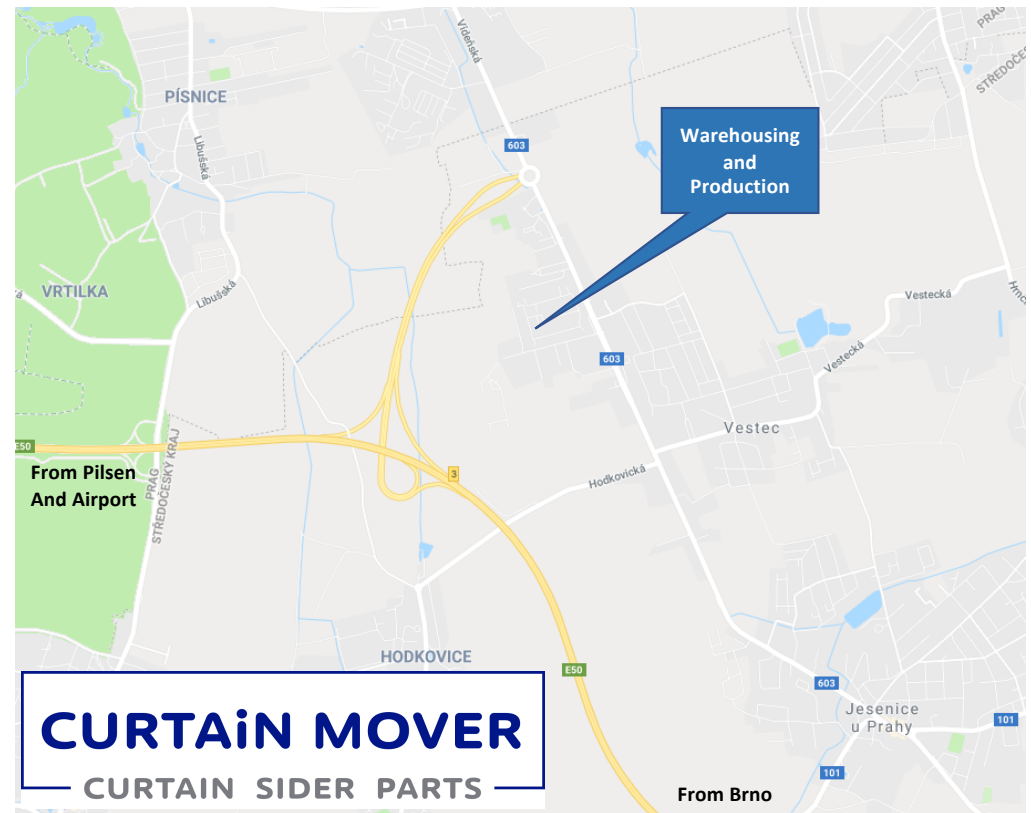 Vídeňská
PRAG
STŘEDOČES
PÍSNICE
Libušská
603
Warehousing
and
Production
VRTILKA
Libušská
Vestecká
Hrnč
603
Vestecká
Vestec
E50
From Pilsen
And Airport
PRAG
STŘEDOČESKÝ KRAJ
3
Hodkovická
HODKOVICE
E50
603
Jesenice
u Prahy
101
101
CURTAiN MOVER
CURTAIN SIDER PARTS
From Brno